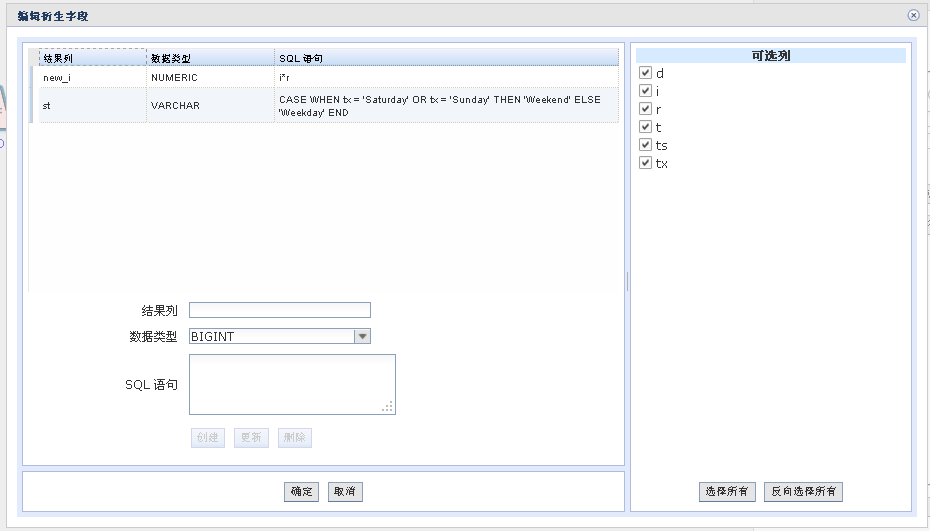 编辑衍生字段
结果列 数据类型 SQL 语句
new_i NUMERIC i*r
st VARCHAR CASE WHEN tx = 'Saturday' OR tx = 'Sunday' THEN 'Weekend' ELSE
'Weekday' END
结果列
数据类型 BIGINT
SQL 语句
创建 更新 删除
确定 取消
可选列
d
i
r
t
ts
tx
选择所有 反向选择所有